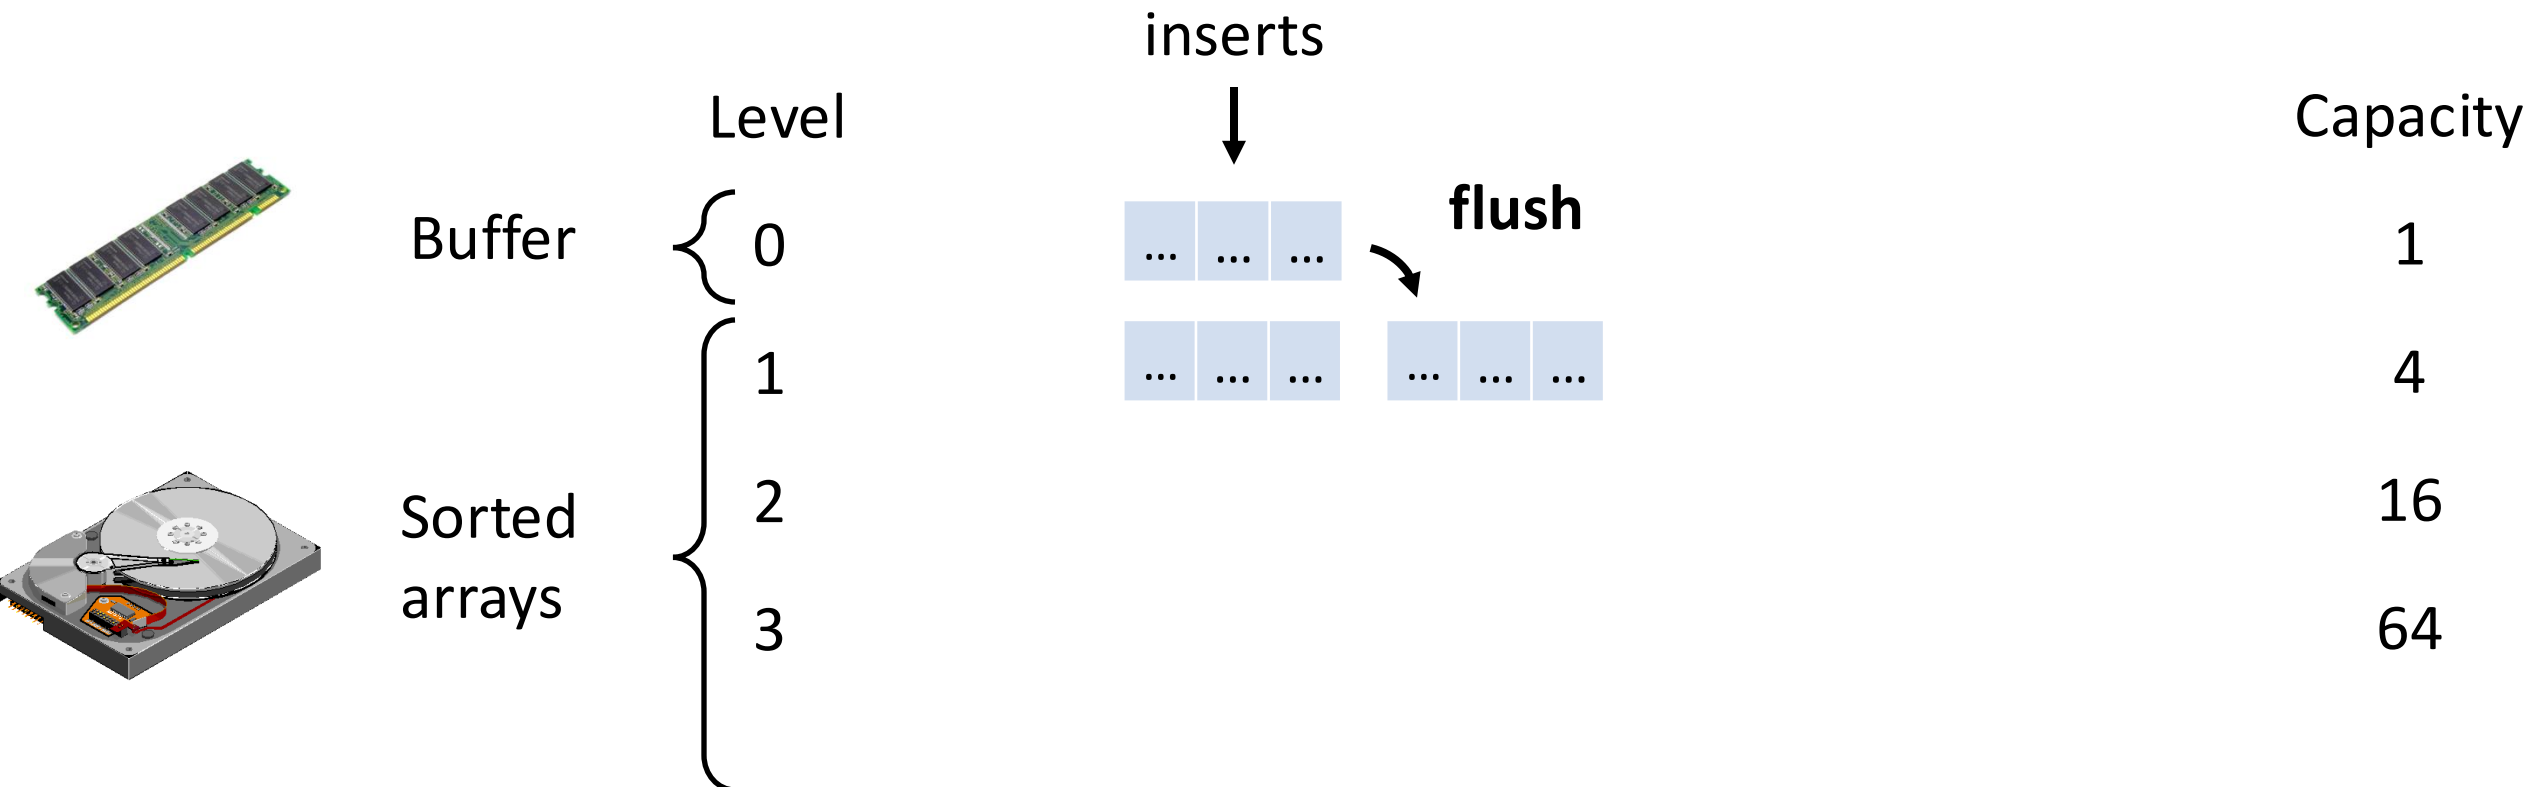 inserts
Level
Capacity
Buffer
0
... ... ...
flush
1
1
... ... ...
... ... ...
4
Sorted
arrays
2
16
3
64